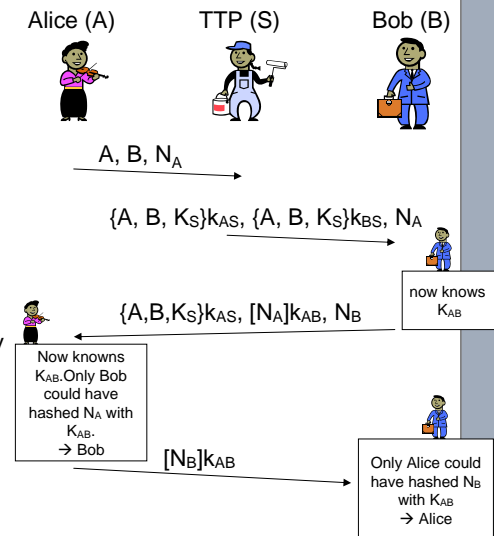 Alice (A) TTP (S) Bob (B)
A, B, NA
{A, B, KS}kAS, {A, B, KS}kBS, NA
now knows
KAB
{A,B,KS}kAS, [NA]kAB, NB
Now knowns
KAB.Only Bob
could have
hashed NA with
KAB.
→ Bob
[NB]kAB
Only Alice could
have hashed NB
with KAB
→ Alice